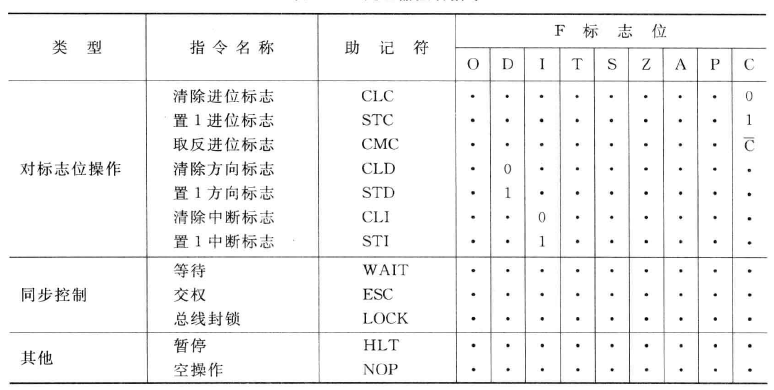 类 型 指令名称 助 记 符 F 标 志 位
O D I T S Z A P C
对标志位操作
清除进位标志 CLC · · · · · · · · 0
置1进位标志 STC · · · · · · · · 1
取反进位标志 CMC · · · · · · · · C̅
清除方向标志 CLD · 0 · · · · · · ·
置1方向标志 STD · 1 · · · · · · ·
清除中断标志 CLI · · 0 · · · · · ·
置1中断标志 STI · · 1 · · · · · ·
同步控制
等待 WAIT · · · · · · · · ·
交权 ESC · · · · · · · · ·
总线封锁 LOCK · · · · · · · · ·
其他
暂停 HLT · · · · · · · · ·
空操作 NOP · · · · · · · · ·